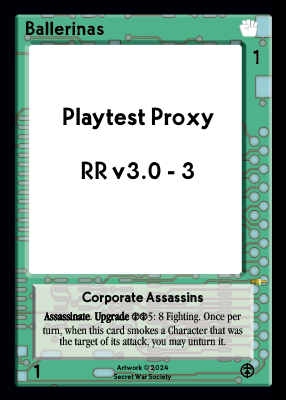 Ballerinas
1
Playtest Proxy
RR v3.0 - 3
Corporate Assassins
Assassinate. Upgrade 5: 8 Fighting. Once per
turn, when this card smokes a Character that was
the target of its attack, you may unturn it.
1
Artwork © 2024
Secret War Society